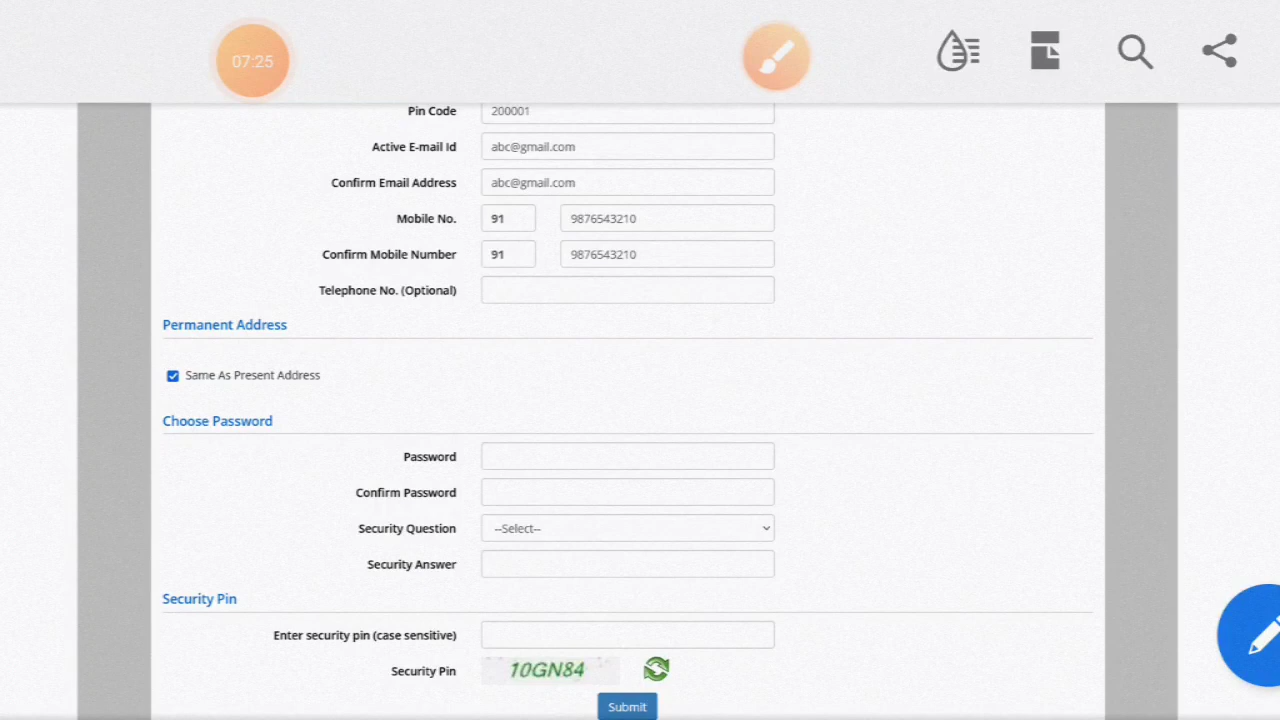 07:25
Pin Code 200001
Active E-mail Id abc@gmail.com
Confirm Email Address abc@gmail.com
Mobile No. 91 9876543210
Confirm Mobile Number 91 9876543210
Telephone No. (Optional)
Permanent Address
Same As Present Address
Choose Password
Password
Confirm Password
Security Question --Select--
Security Answer
Security Pin
Enter security pin (case sensitive)
Security Pin 10GN84
Submit